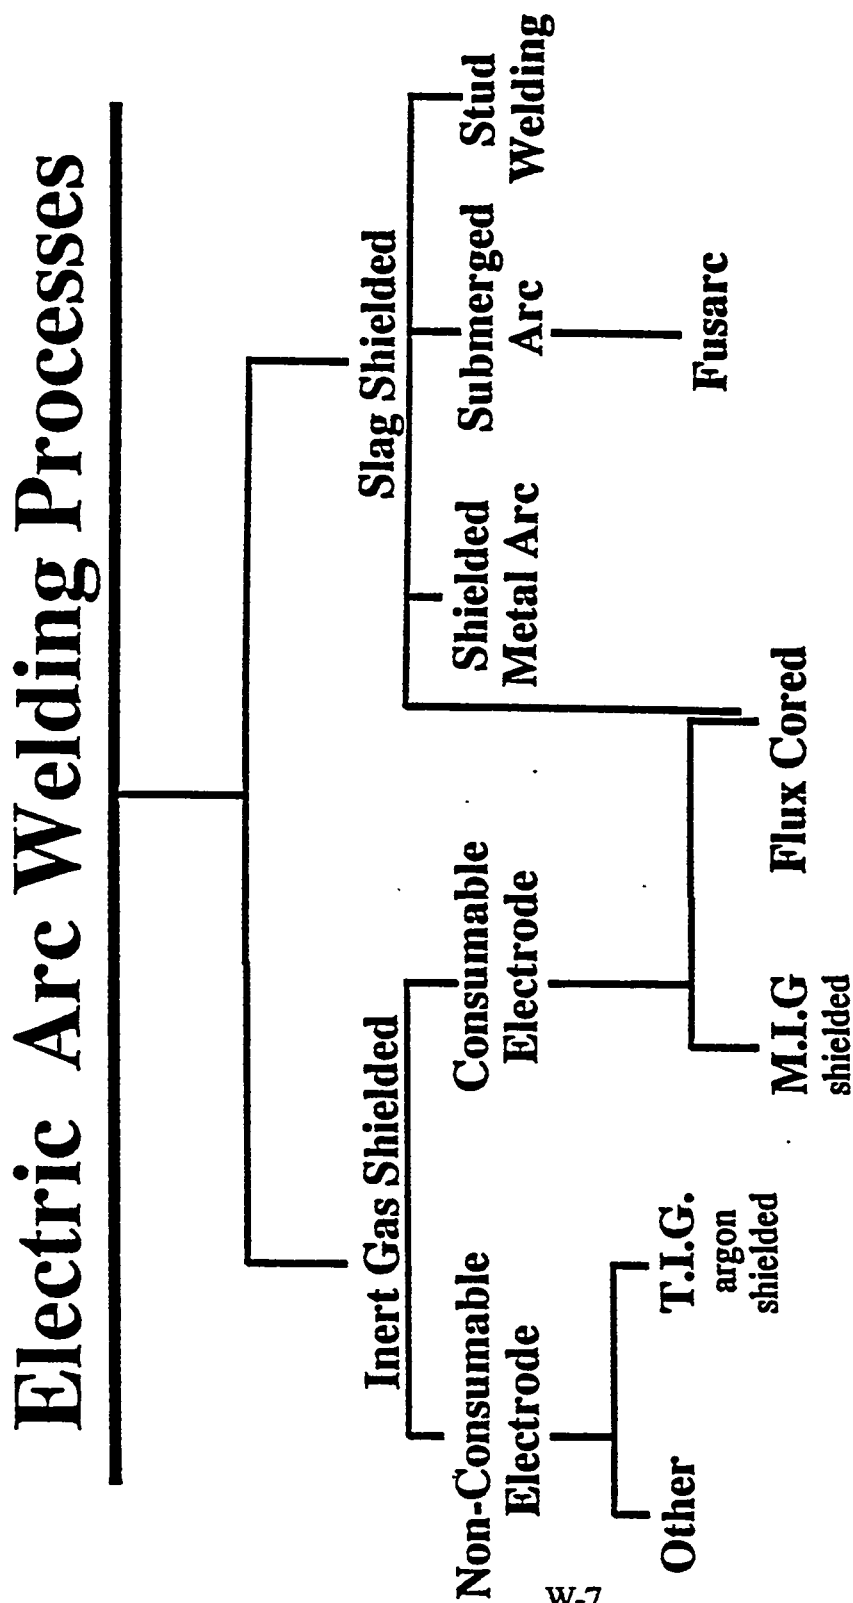 Electric Arc Welding Processes
Inert Gas Shielded
Slag Shielded
Non-Consumable
Electrode
Consumable
Electrode
Shielded
Metal Arc
Submerged
Arc
Stud
Welding
Other
T.I.G.
argon
shielded
M.I.G
shielded
Flux Cored
Fusarc
W-7